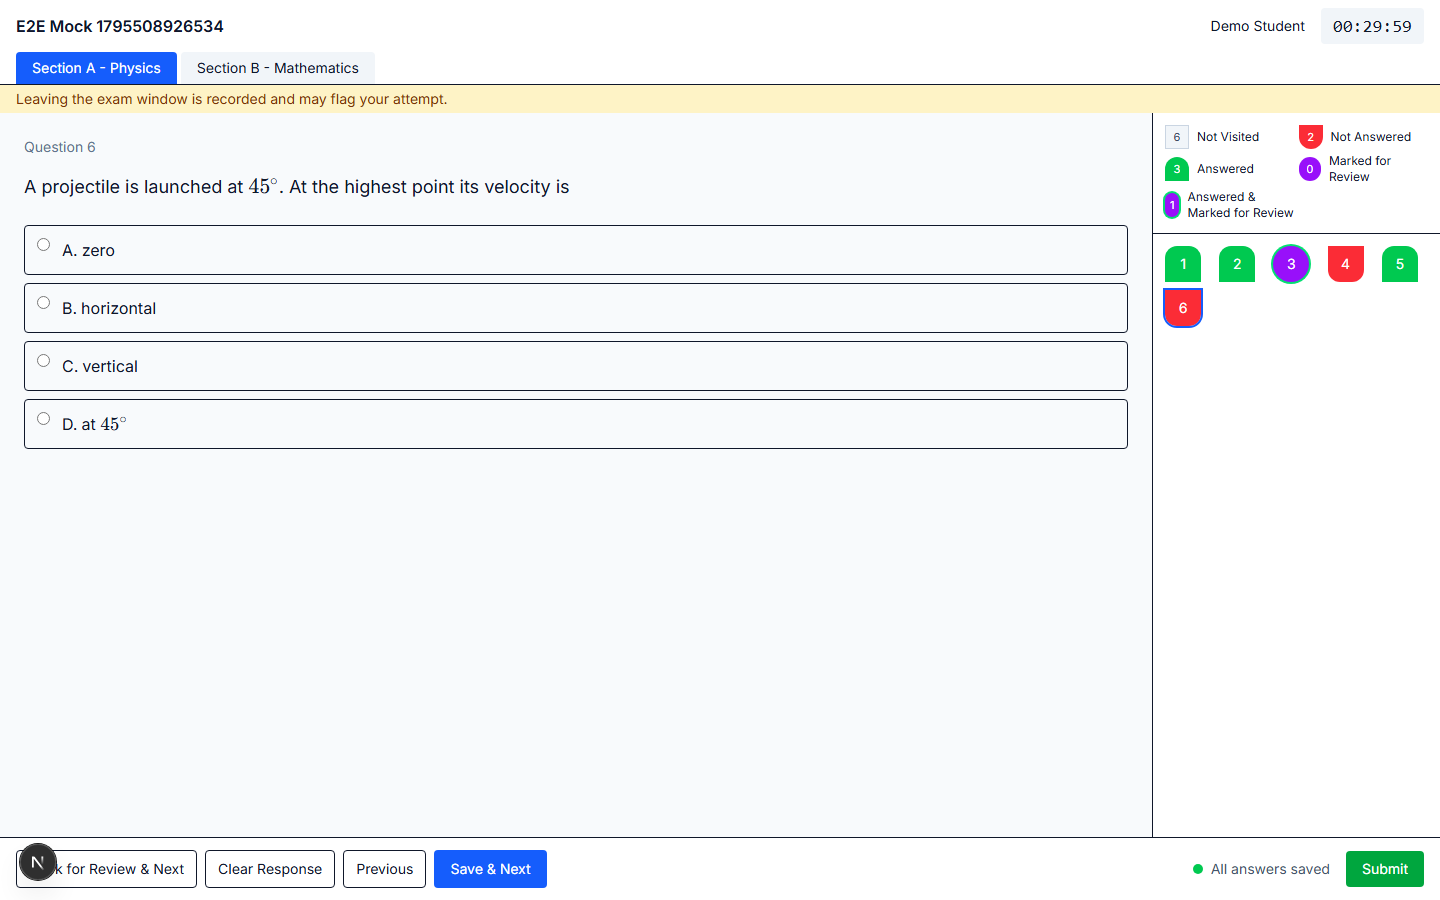 E2E Mock 1795508926534
Demo Student
00:29:59
Section A - Physics
Section B - Mathematics
Leaving the exam window is recorded and may flag your attempt.
Question 6
A projectile is launched at 45°. At the highest point its velocity is
A. zero
B. horizontal
C. vertical
D. at 45°
6 Not Visited
2 Not Answered
3 Answered
0 Marked for Review
1 Answered & Marked for Review
1 2 3 4 5
6
N
k for Review & Next
Clear Response
Previous
Save & Next
All answers saved
Submit